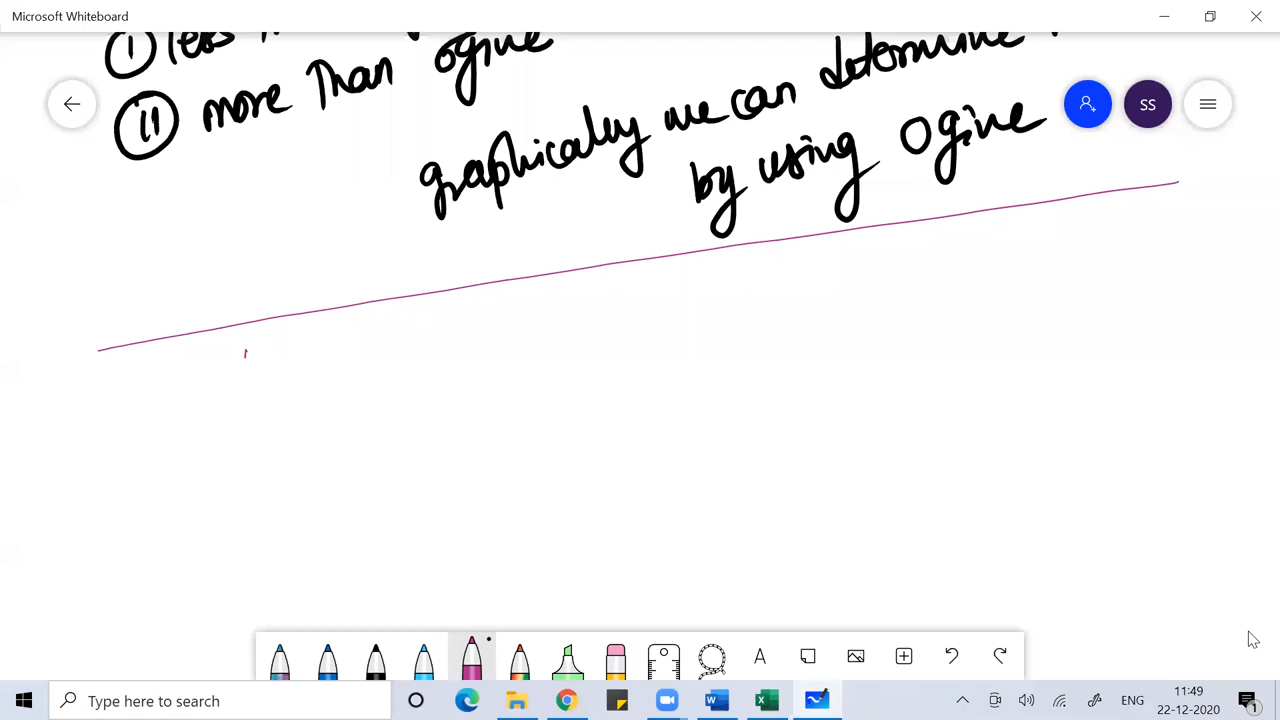 Microsoft Whiteboard
I
II more Than ogive
graphically we can determine
by using Ogive
SS
A
Type here to search
ENG
11:49
22-12-2020
1